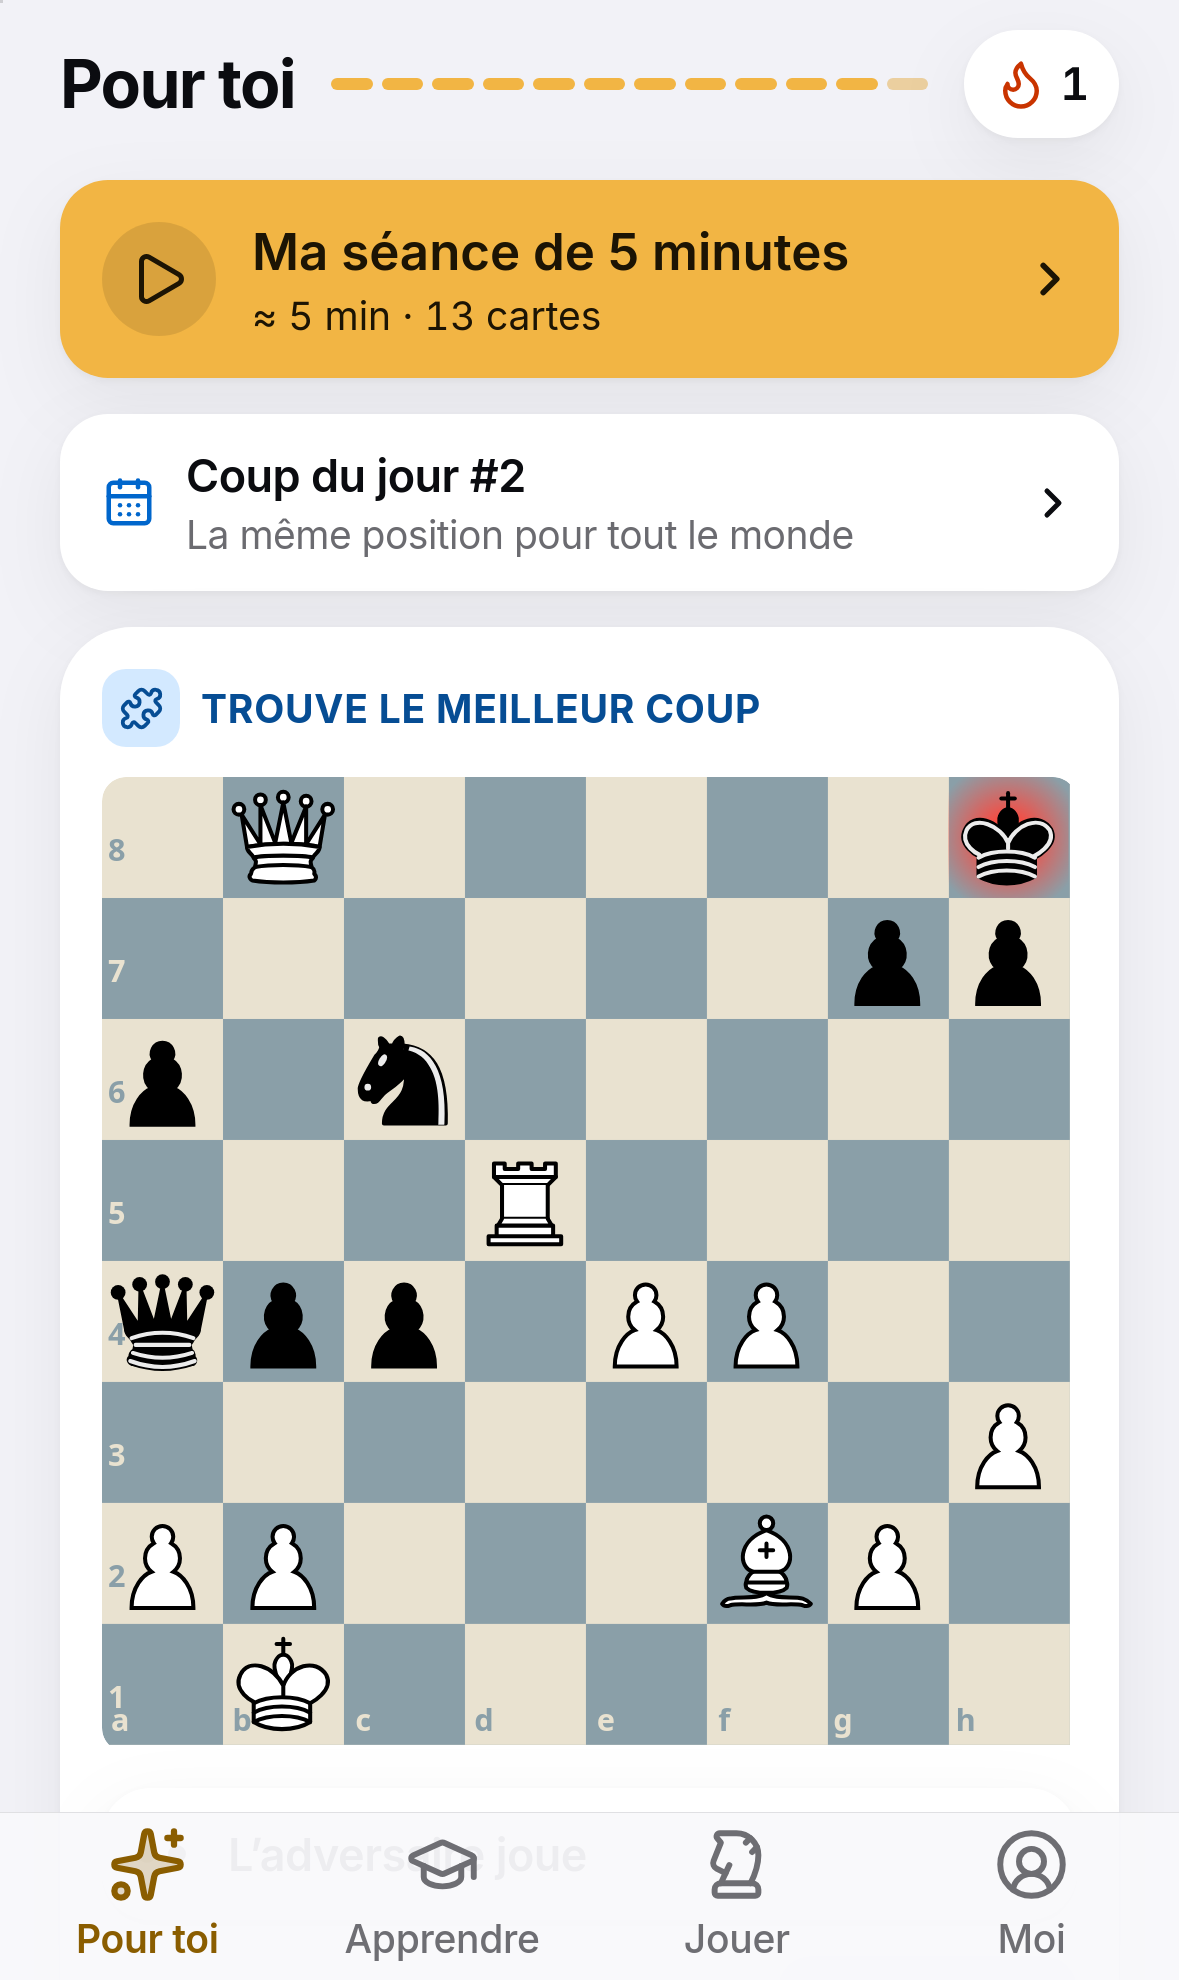 Pour toi
1
Ma séance de 5 minutes
≈ 5 min · 13 cartes
Coup du jour #2
La même position pour tout le monde
TROUVE LE MEILLEUR COUP
8
7
6
5
4
3
2
1
a b c d e f g h
L’adversaire joue
Pour toi Apprendre Jouer Moi